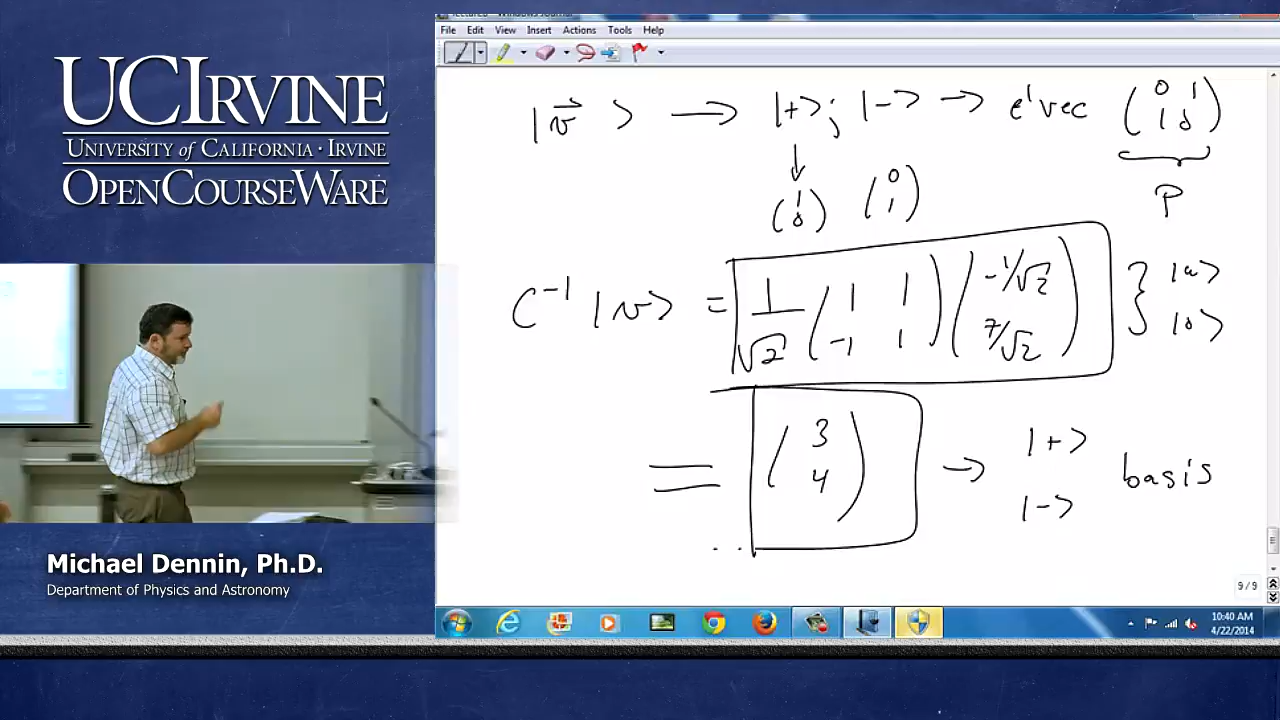 UCIRVINE
UNIVERSITY of CALIFORNIA · IRVINE
OPENCOURSEWARE
Michael Dennin, Ph.D.
Department of Physics and Astronomy
File Edit View Insert Actions Tools Help
|v⃗ > → |+>; |-> → e'vec (0 1
1 0)
↓ P
(1 0) (0 1)
C⁻¹ |v> = 1/√2 (1 1
-1 1) (-1/√2
7/√2) } |u>
|o>
= (3
4) → |+>
|-> basis
9 / 9
10:40 AM
4/22/2014